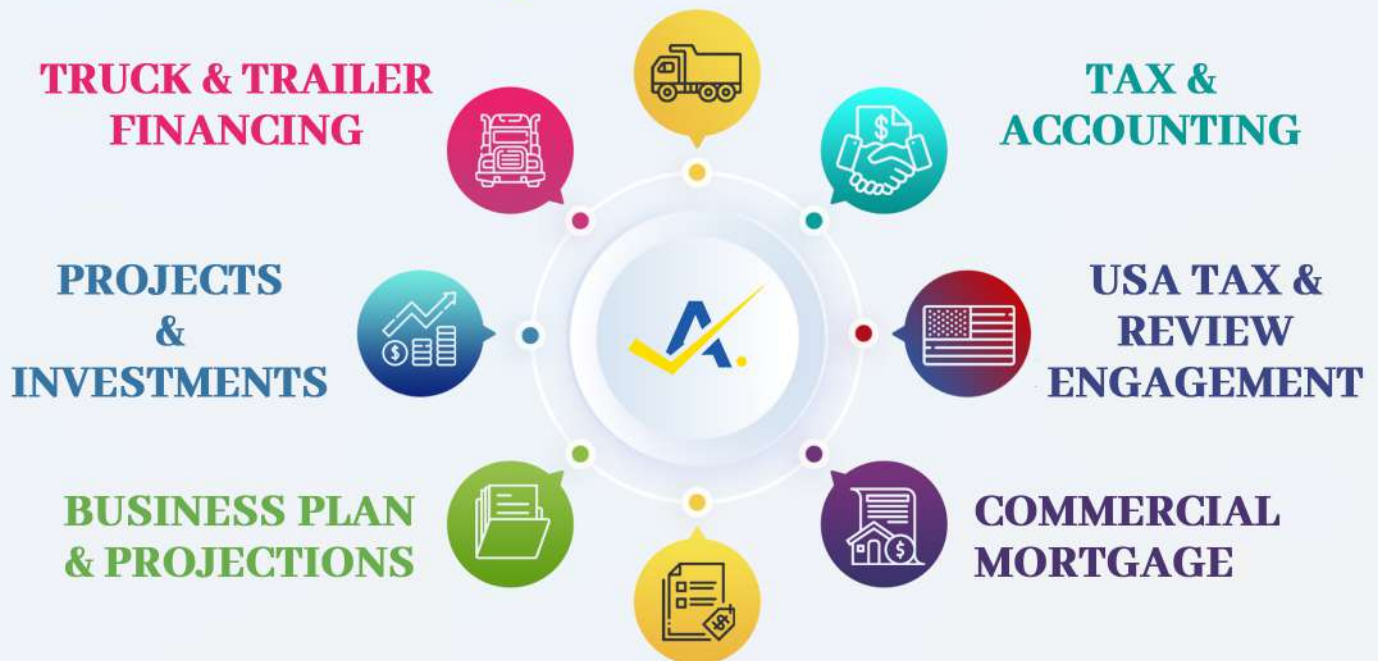 TRUCK & TRAILER
FINANCING
TAX &
ACCOUNTING
PROJECTS
&
INVESTMENTS
A.
USA TAX &
REVIEW
ENGAGEMENT
BUSINESS PLAN
& PROJECTIONS
COMMERCIAL
MORTGAGE